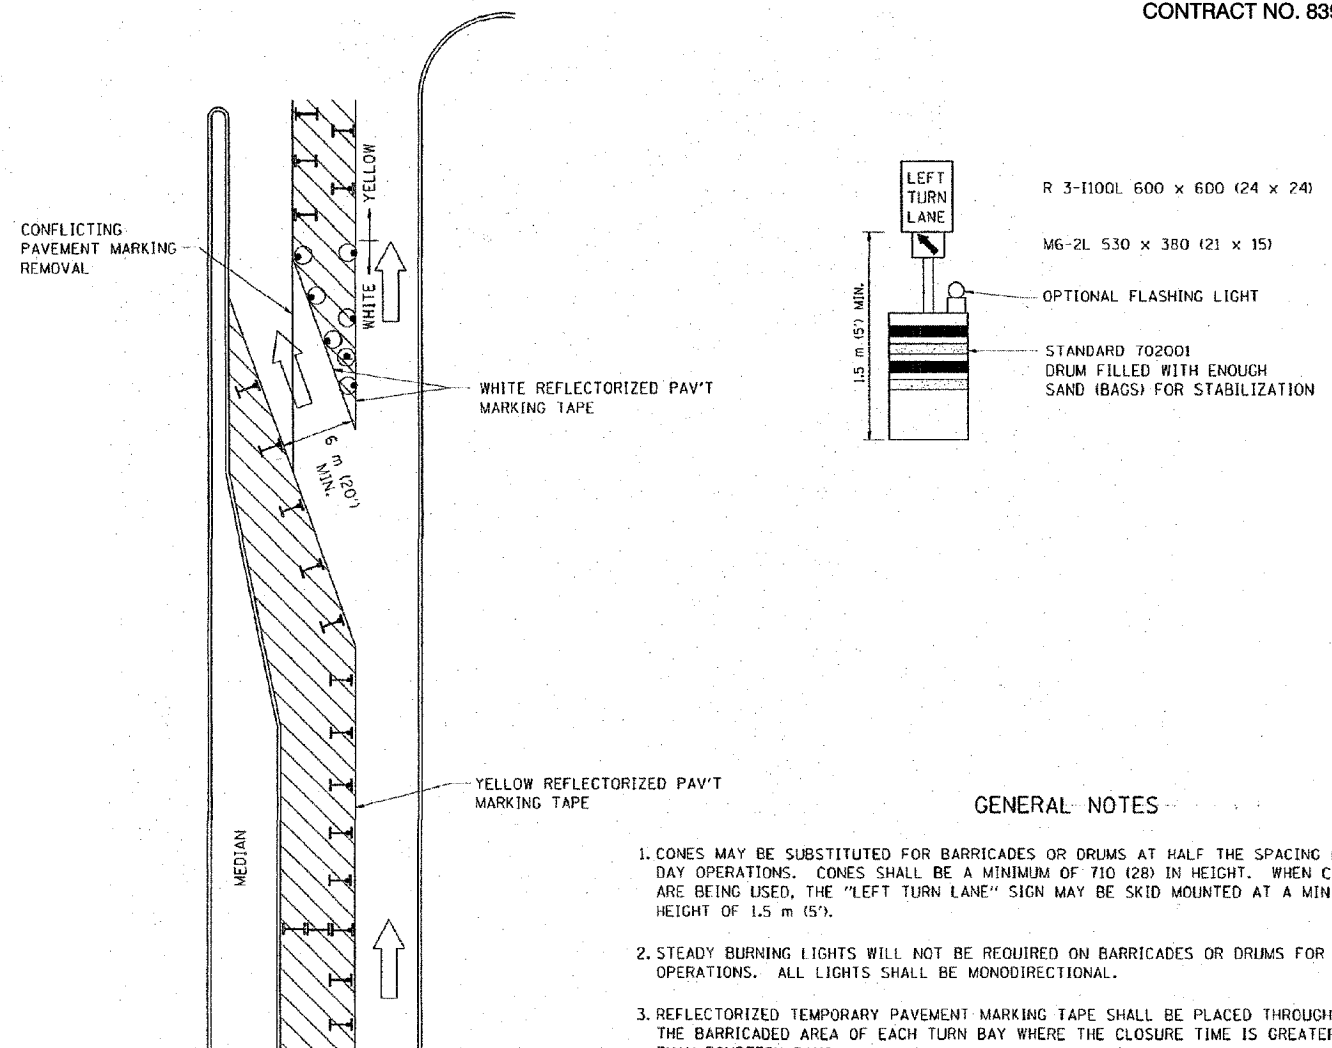 CONTRACT NO. 839
CONFLICTING
PAVEMENT MARKING
REMOVAL
YELLOW
WHITE
WHITE REFLECTORIZED PAV'T
MARKING TAPE
6 m (20')
MIN.
LEFT
TURN
LANE
R 3-I100L 600 x 600 (24 x 24)
M6-2L 530 x 380 (21 x 15)
OPTIONAL FLASHING LIGHT
1.5 m (5') MIN.
STANDARD 702001
DRUM FILLED WITH ENOUGH
SAND (BAGS) FOR STABILIZATION
YELLOW REFLECTORIZED PAV'T
MARKING TAPE
MEDIAN
GENERAL NOTES
1. CONES MAY BE SUBSTITUTED FOR BARRICADES OR DRUMS AT HALF THE SPACING
DAY OPERATIONS. CONES SHALL BE A MINIMUM OF 710 (28) IN HEIGHT. WHEN C
ARE BEING USED, THE "LEFT TURN LANE" SIGN MAY BE SKID MOUNTED AT A MIN
HEIGHT OF 1.5 m (5').
2. STEADY BURNING LIGHTS WILL NOT BE REQUIRED ON BARRICADES OR DRUMS FOR
OPERATIONS. ALL LIGHTS SHALL BE MONODIRECTIONAL.
3. REFLECTORIZED TEMPORARY PAVEMENT MARKING TAPE SHALL BE PLACED THROUGH
THE BARRICADED AREA OF EACH TURN BAY WHERE THE CLOSURE TIME IS GREATER